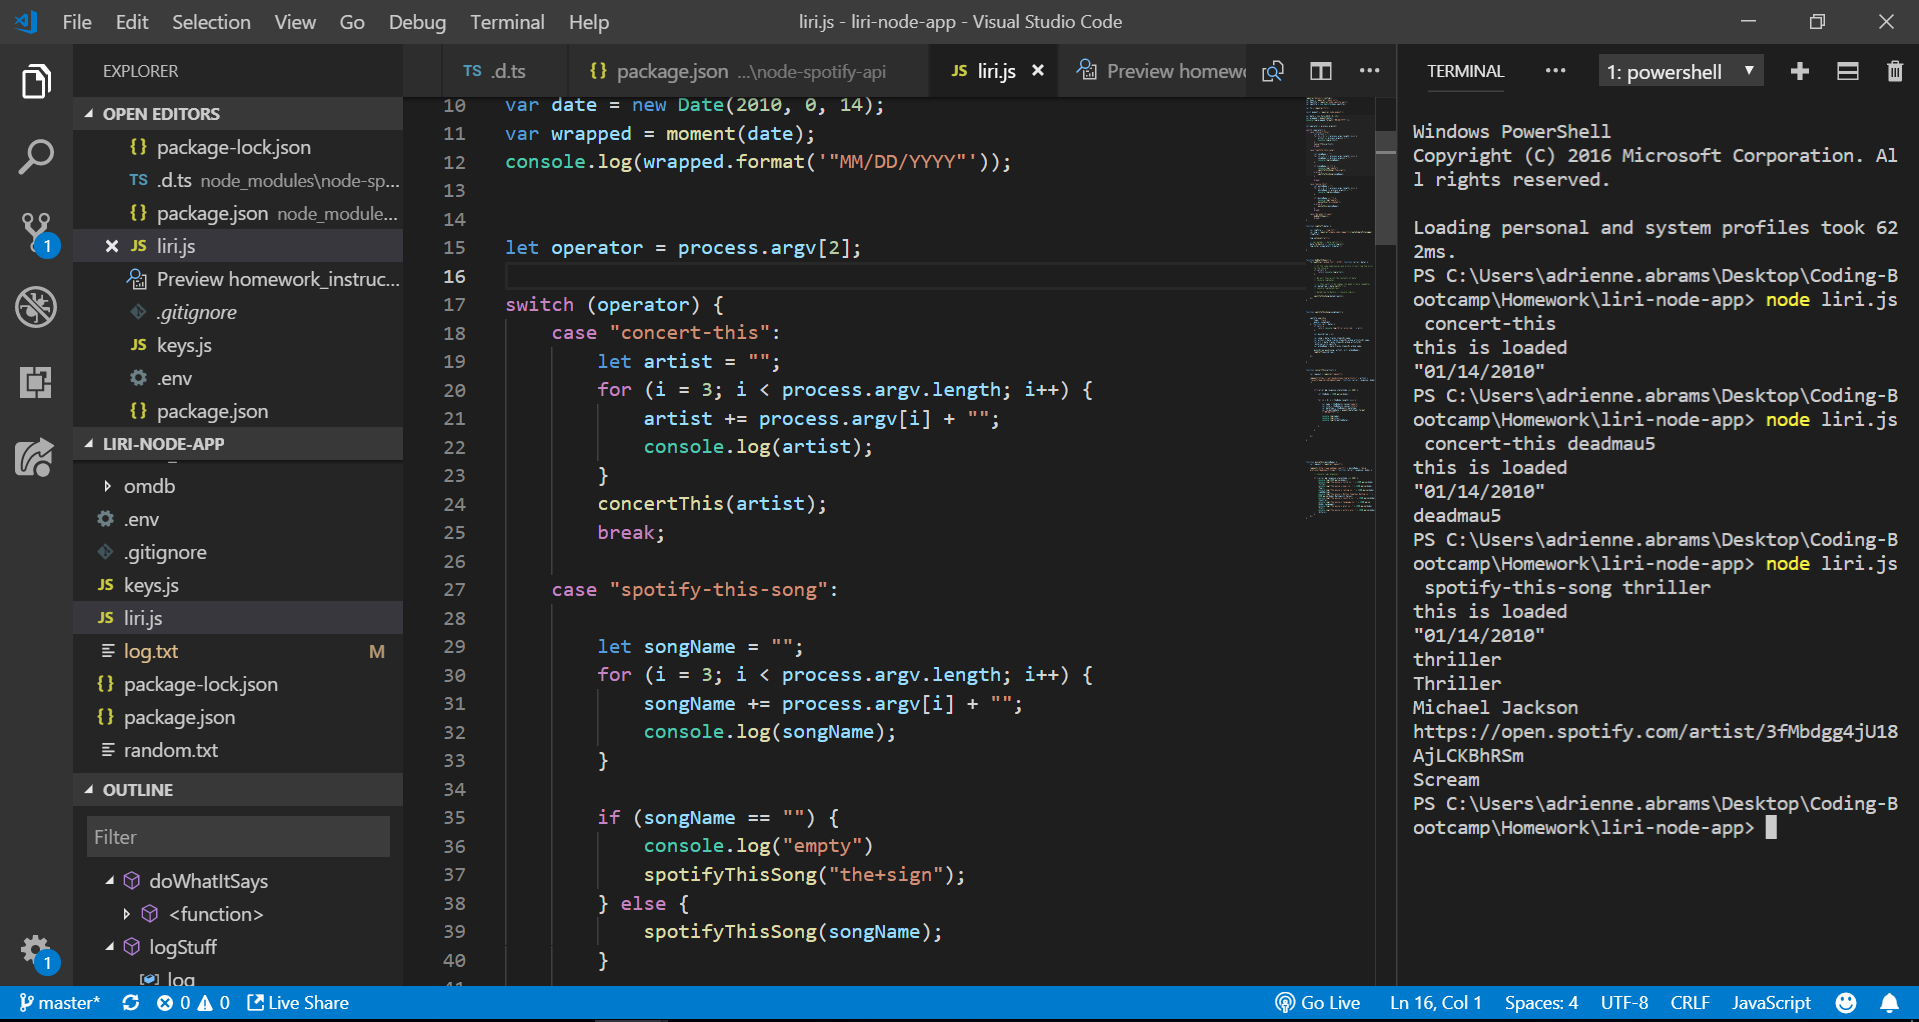 File Edit Selection View Go Debug Terminal Help
liri.js - liri-node-app - Visual Studio Code
EXPLORER
OPEN EDITORS
{} package-lock.json
TS .d.ts node_modules\node-sp...
{} package.json node_module...
JS liri.js
Preview homework_instruc...
.gitignore
JS keys.js
.env
{} package.json
LIRI-NODE-APP
omdb
.env
.gitignore
JS keys.js
JS liri.js
log.txt M
{} package-lock.json
{} package.json
random.txt
OUTLINE
Filter
doWhatItSays
<function>
logStuff
log
1
1
TS .d.ts {} package.json ...\node-spotify-api JS liri.js Preview homewo
10 var date = new Date(2010, 0, 14);
11 var wrapped = moment(date);
12 console.log(wrapped.format('"MM/DD/YYYY"'));
13
14
15 let operator = process.argv[2];
16
17 switch (operator) {
18 case "concert-this":
19 let artist = "";
20 for (i = 3; i < process.argv.length; i++) {
21 artist += process.argv[i] + "";
22 console.log(artist);
23 }
24 concertThis(artist);
25 break;
26
27 case "spotify-this-song":
28
29 let songName = "";
30 for (i = 3; i < process.argv.length; i++) {
31 songName += process.argv[i] + "";
32 console.log(songName);
33 }
34
35 if (songName == "") {
36 console.log("empty")
37 spotifyThisSong("the+sign");
38 } else {
39 spotifyThisSong(songName);
40 }
TERMINAL 1: powershell
Windows PowerShell
Copyright (C) 2016 Microsoft Corporation. Al
l rights reserved.
Loading personal and system profiles took 62
2ms.
PS C:\Users\adrienne.abrams\Desktop\Coding-B
ootcamp\Homework\liri-node-app> node liri.js
concert-this
this is loaded
"01/14/2010"
PS C:\Users\adrienne.abrams\Desktop\Coding-B
ootcamp\Homework\liri-node-app> node liri.js
concert-this deadmau5
this is loaded
"01/14/2010"
deadmau5
PS C:\Users\adrienne.abrams\Desktop\Coding-B
ootcamp\Homework\liri-node-app> node liri.js
spotify-this-song thriller
this is loaded
"01/14/2010"
thriller
Thriller
Michael Jackson
https://open.spotify.com/artist/3fMbdgg4jU18
AjLCKBhRSm
Scream
PS C:\Users\adrienne.abrams\Desktop\Coding-B
ootcamp\Homework\liri-node-app>
master* 0 0 Live Share Go Live Ln 16, Col 1 Spaces: 4 UTF-8 CRLF JavaScript